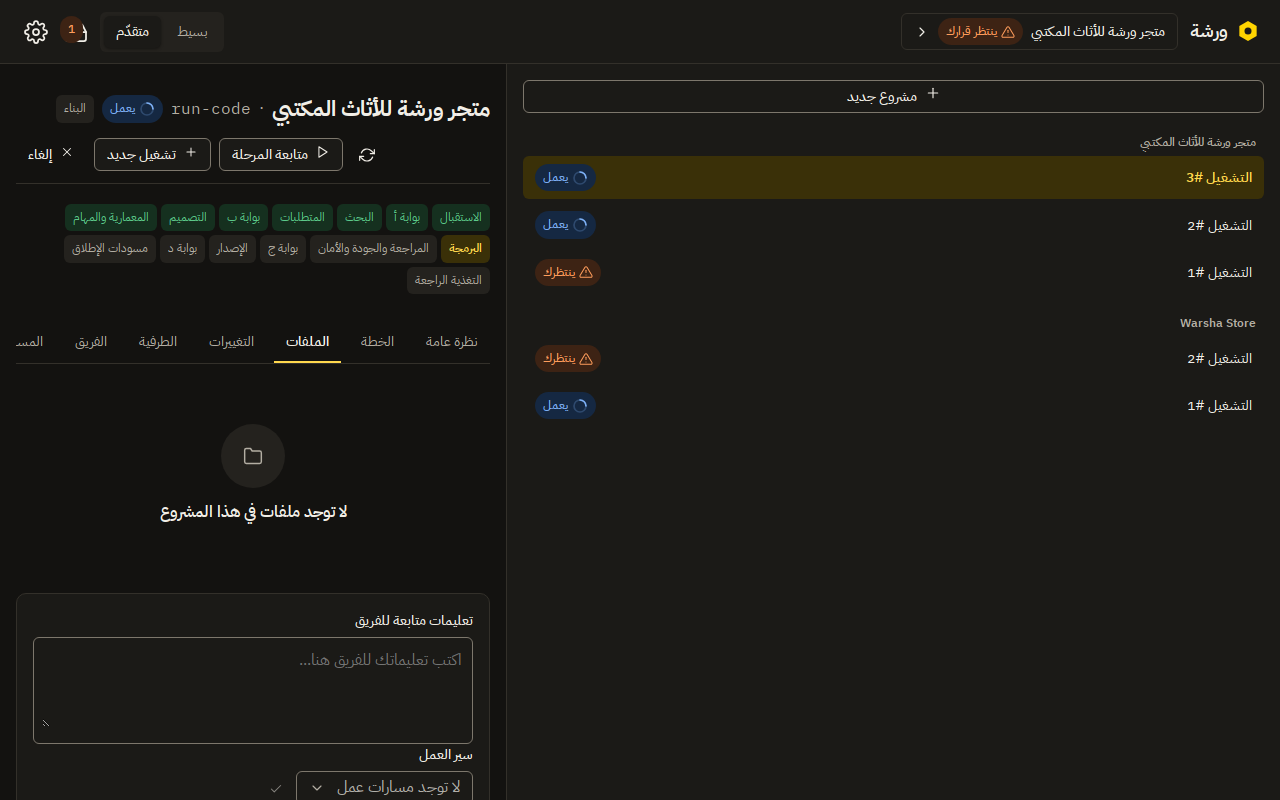 ورشة
متجر ورشة للأثاث المكتبي
ينتظر قرارك
بسيط
متقدّم
1
مشروع جديد
متجر ورشة للأثاث المكتبي
التشغيل #3
يعمل
التشغيل #2
يعمل
التشغيل #1
ينتظرك
Warsha Store
التشغيل #2
ينتظرك
التشغيل #1
يعمل
متجر ورشة للأثاث المكتبي · run-code يعمل البناء
متابعة المرحلة
تشغيل جديد
إلغاء
الاستقبال بوابة أ البحث المتطلبات بوابة ب التصميم المعمارية والمهام
البرمجة المراجعة والجودة والأمان بوابة ج الإصدار بوابة د مسودات الإطلاق
التغذية الراجعة
نظرة عامة الخطة الملفات التغييرات الطرفية الفريق المس
لا توجد ملفات في هذا المشروع
تعليمات متابعة للفريق
اكتب تعليماتك للفريق هنا...
سير العمل
لا توجد مسارات عمل